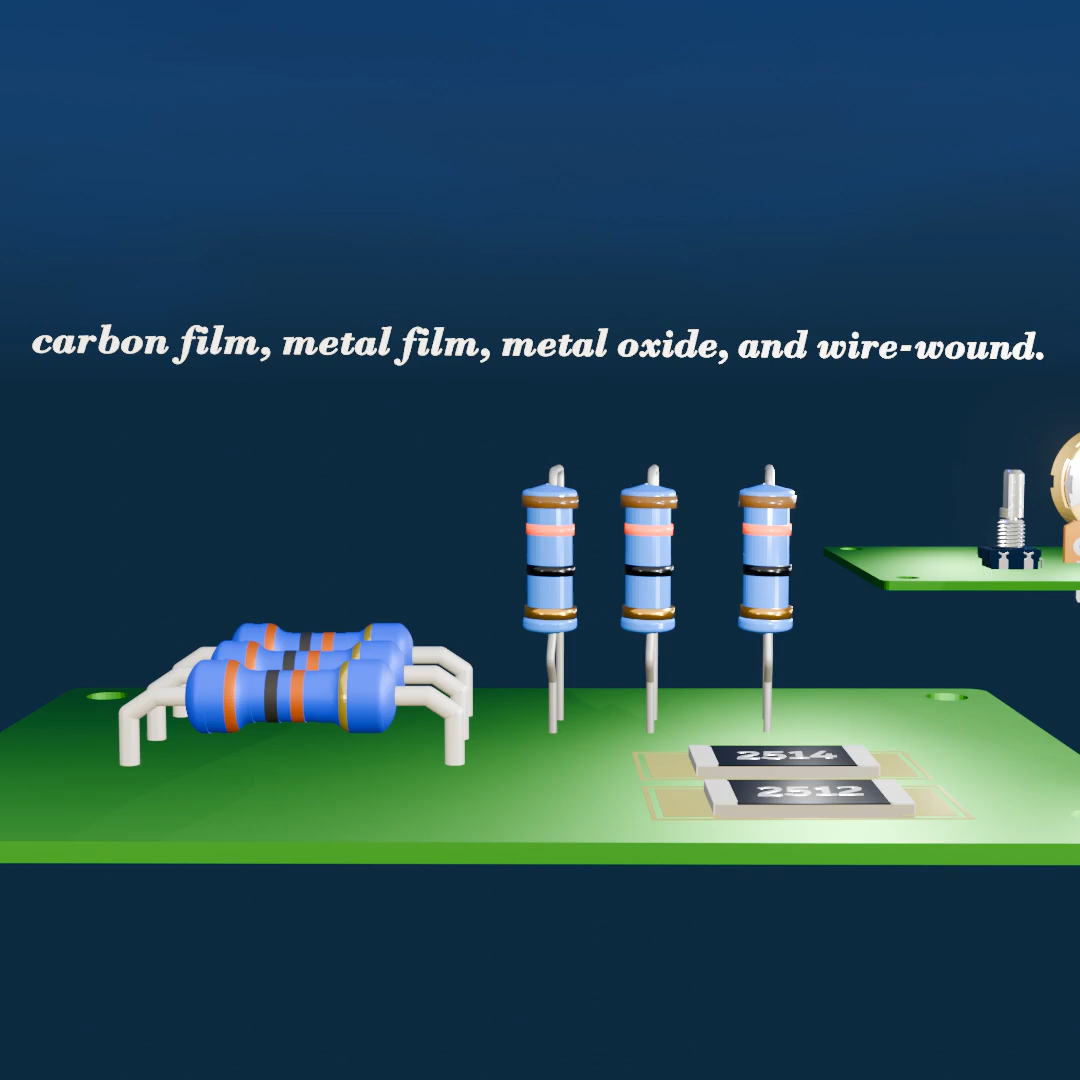 carbon film, metal film, metal oxide, and wire-wound.
2514
2512